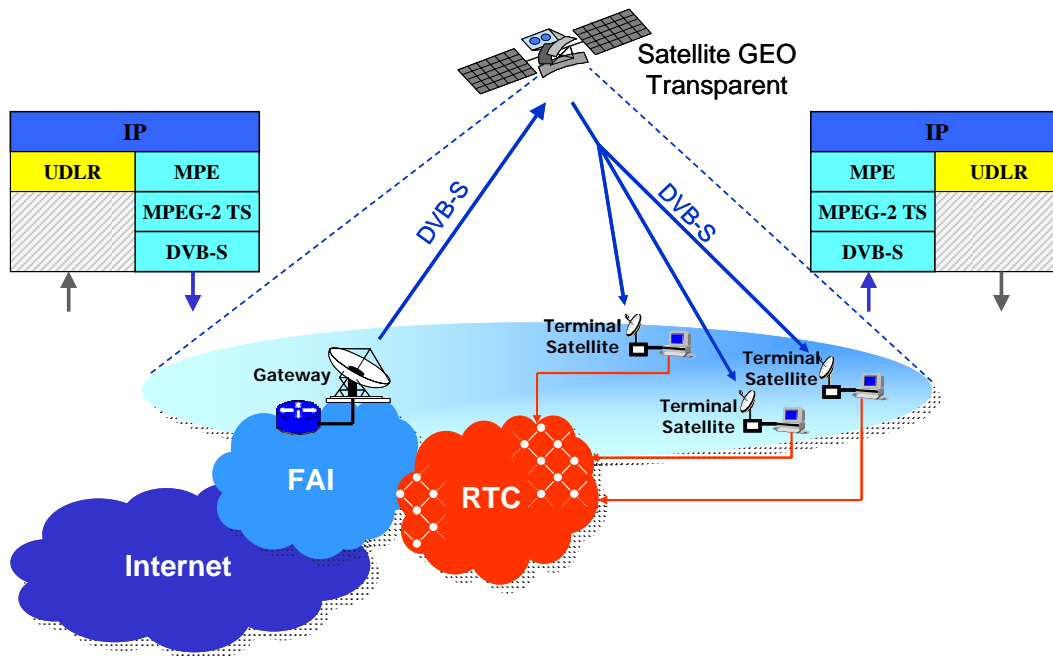 Satellite GEO
Transparent
IP
UDLR
MPE
MPEG-2 TS
DVB-S
IP
MPE
UDLR
MPEG-2 TS
DVB-S
DVB-S
DVB-S
Terminal
Satellite
Terminal
Satellite
Terminal
Satellite
Gateway
FAI
RTC
Internet